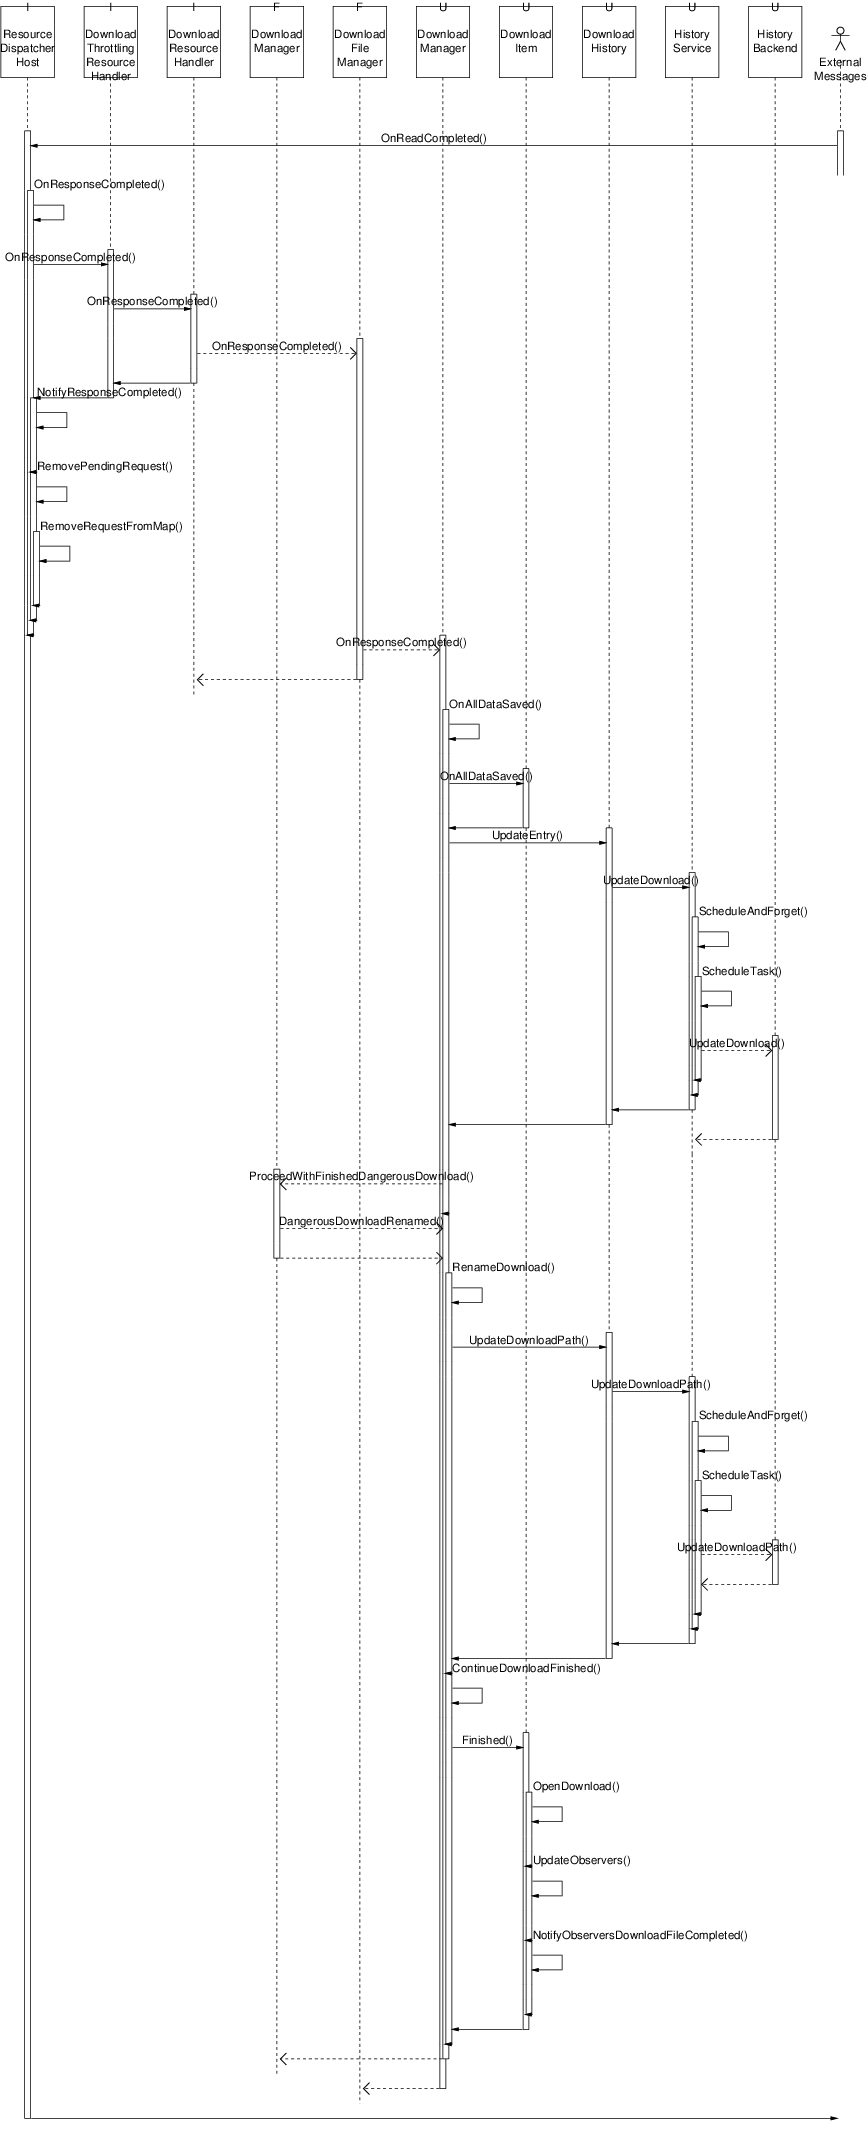 I
I
I
F
F
U
U
U
U
U
Resource
Dispatcher
Host
Download
Throttling
Resource
Handler
Download
Resource
Handler
Download
Manager
Download
File
Manager
Download
Manager
Download
Item
Download
History
History
Service
History
Backend
External
Messages
OnReadCompleted()
OnResponseCompleted()
OnResponseCompleted()
OnResponseCompleted()
OnResponseCompleted()
NotifyResponseCompleted()
RemovePendingRequest()
RemoveRequestFromMap()
OnResponseCompleted()
OnAllDataSaved()
OnAllDataSaved()
UpdateEntry()
UpdateDownload()
ScheduleAndForget()
ScheduleTask()
UpdateDownload()
ProceedWithFinishedDangerousDownload()
DangerousDownloadRenamed()
RenameDownload()
UpdateDownloadPath()
UpdateDownloadPath()
ScheduleAndForget()
ScheduleTask()
UpdateDownloadPath()
ContinueDownloadFinished()
Finished()
OpenDownload()
UpdateObservers()
NotifyObserversDownloadFileCompleted()